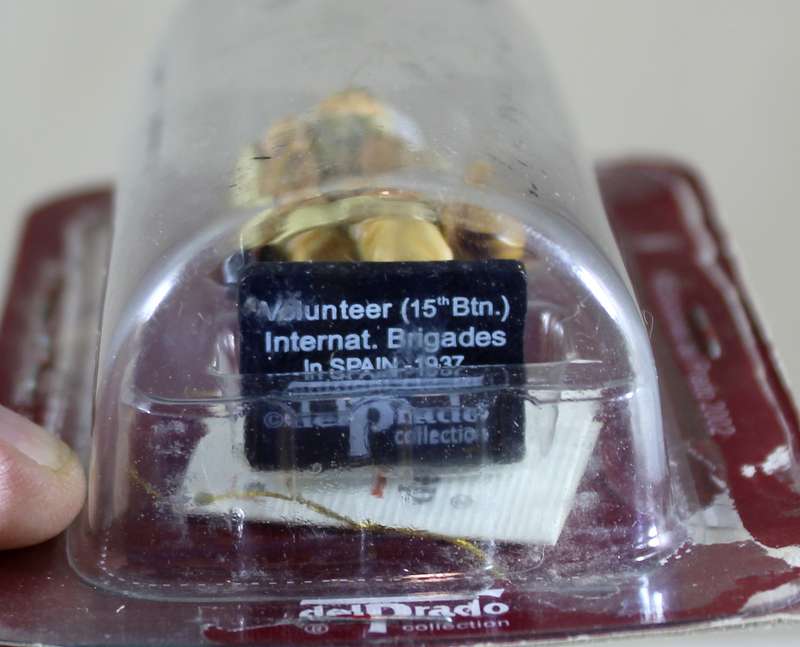 Volunteer (15th Btn.)
Internat. Brigades
In SPAIN - 1937
© delPrado
collection
delPrado
© collection